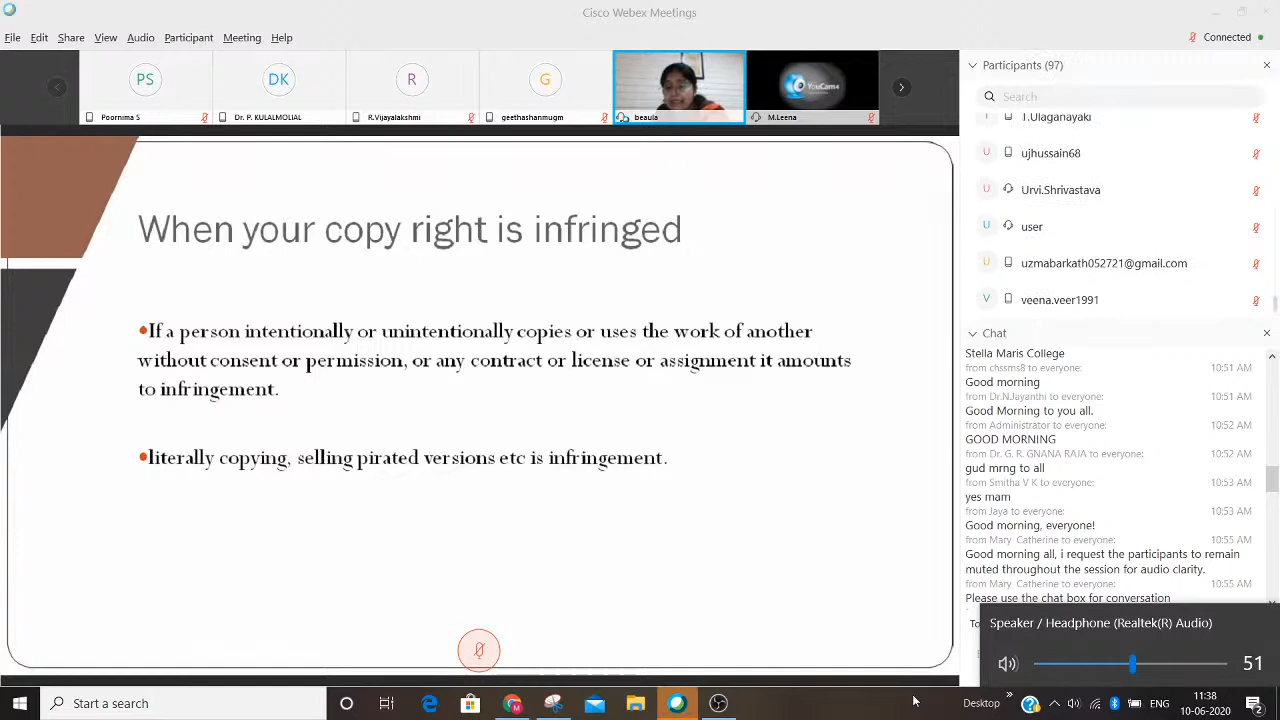 Cisco Webex Meetings
File Edit Share View Audio Participant Meeting Help
Connected
PS
DK
R
G
YouCam4
Poornima S
Dr. P. KULALMOLIAL
R.Vijayalakshmi
geethashanmugm
beaula
M.Leena
When your copy right is infringed
•If a person intentionally or unintentionally copies or uses the work of another
without consent or permission, or any contract or license or assignment it amounts
to infringement.
•literally copying, selling pirated versions etc is infringement.
Participants (97)
Search
T.Ulaganayaki
U ujhussain68
U Urvi.Shrivastava
U user
U uzmabarkath052721@gmail.com
V veena.veer1991
Chat
Stella Maris College
from chssms8 to everyone: 10:51 AM
Good morning
from Dr.N.Jayanthi to everyone: 10:51 AM
Good Morning to you all.
from Administrator to everyone: 10:52 AM
GOOD MORNING
from Dr. G. R. GNANA RAJA to everyone: 10:52 AM
gud mrng to all
from Smitha V K to everyone: 10:53 AM
yes mam
from Jaya to everyone: 10:53 AM
Good morning, everyone!
from Mary Catherine to everyone: 10:55 AM
Good morning all, i request the participants to remain
muted throughout the session for audio clarity.
from Mary Catherine to everyone: 10:55 AM
Please use the chat box for conversation
Speaker / Headphone (Realtek(R) Audio)
51
Start a search
Desktop
ENG
11:38
10-06-2020
2